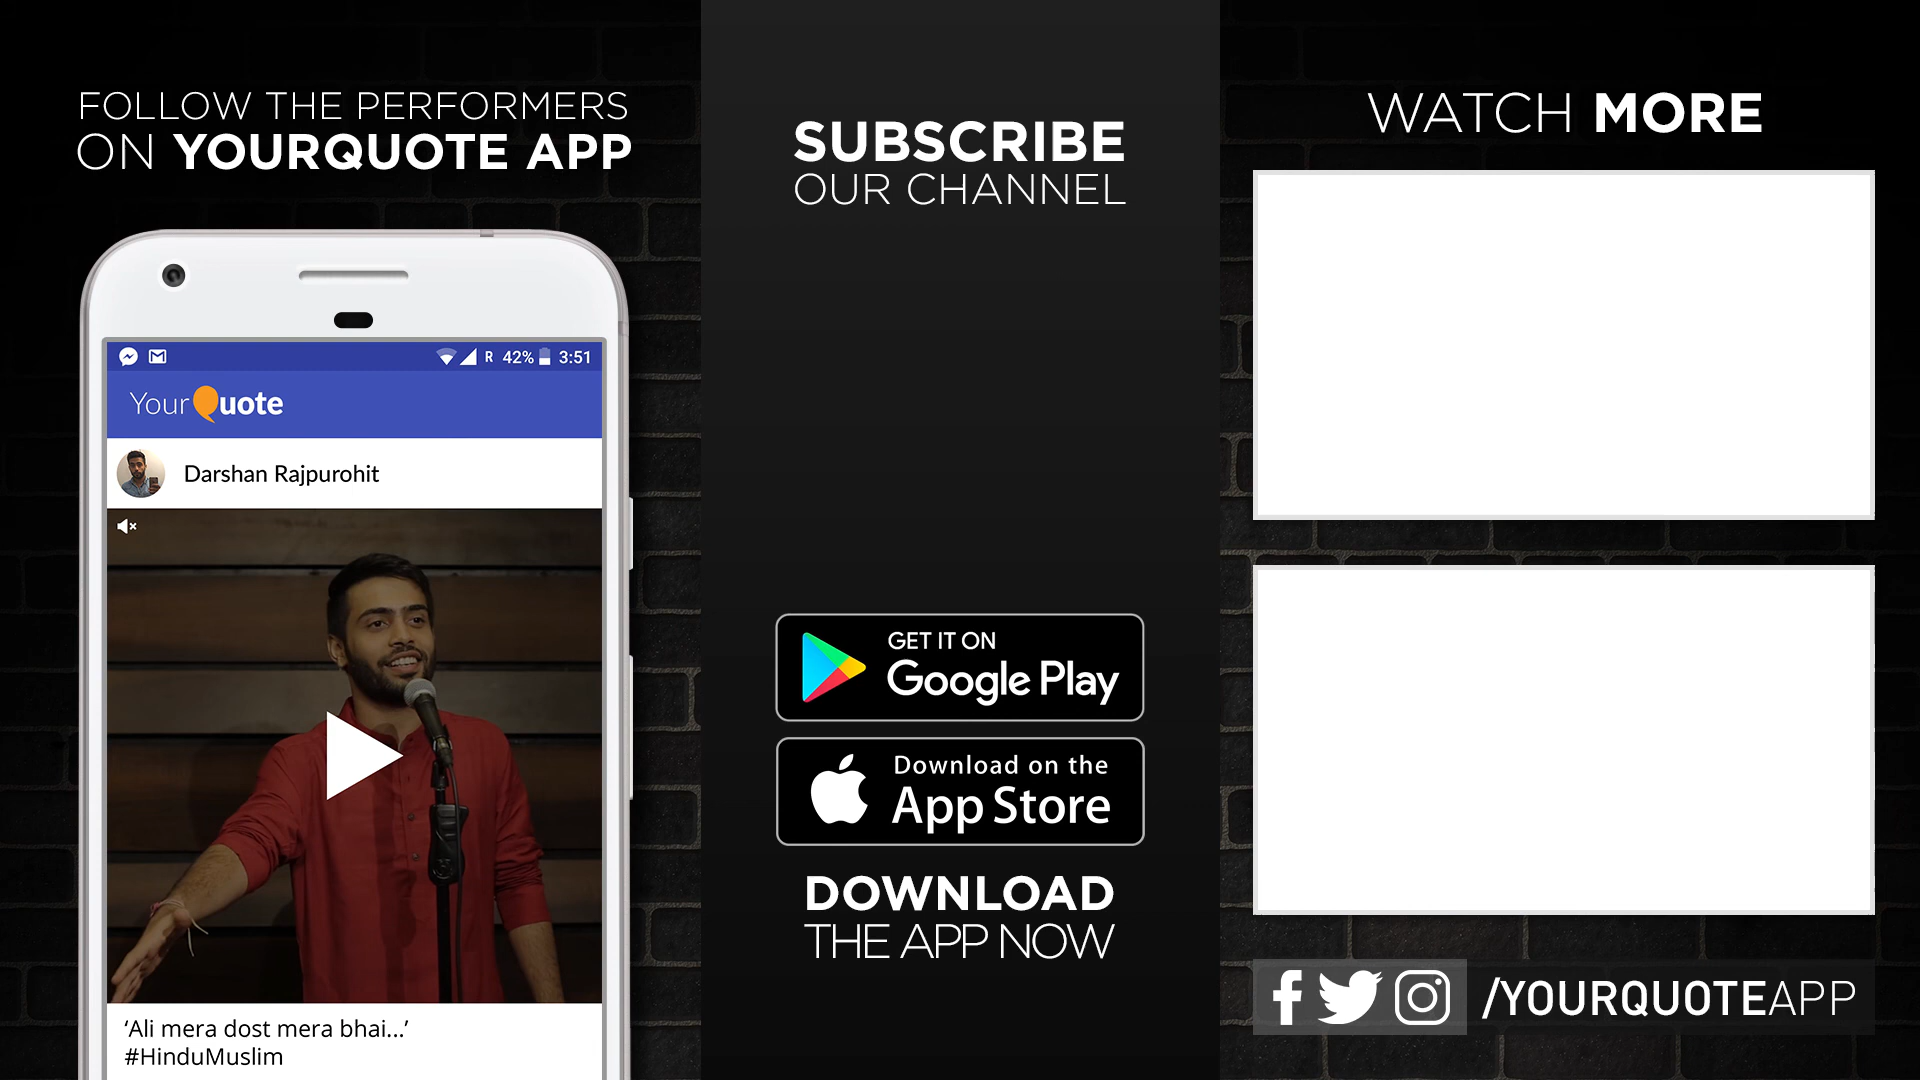 FOLLOW THE PERFORMERS
ON YOURQUOTE APP
R 42% 3:51
YourQuote
Darshan Rajpurohit
‘Ali mera dost mera bhai...’
#HinduMuslim
SUBSCRIBE
OUR CHANNEL
GET IT ON
Google Play
Download on the
App Store
DOWNLOAD
THE APP NOW
WATCH MORE
/YOURQUOTEAPP